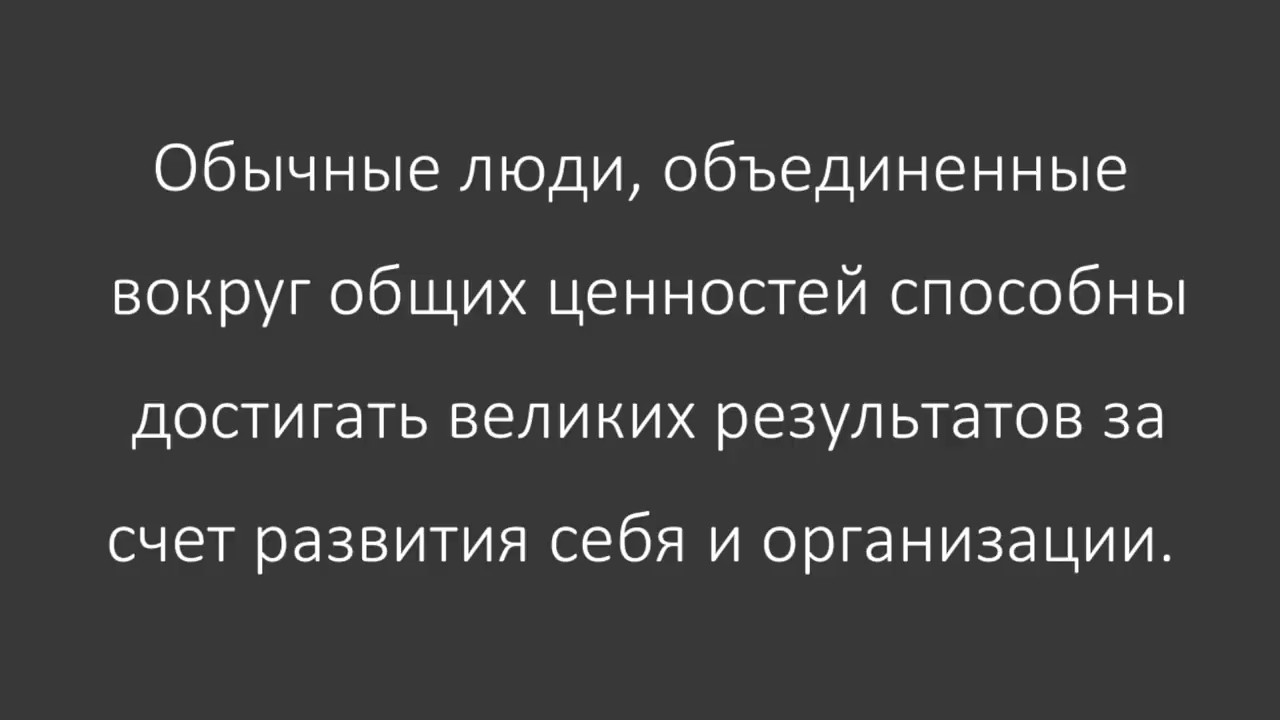 Обычные люди, объединенные
вокруг общих ценностей способны
достигать великих результатов за
счет развития себя и организации.